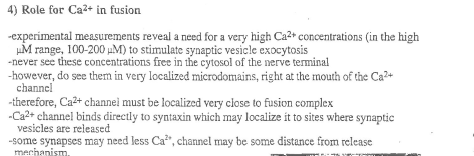 4) Role for Ca²⁺ in fusion
-experimental measurements reveal a need for a very high Ca²⁺ concentrations (in the high
µM range, 100-200 µM) to stimulate synaptic vesicle exocytosis
-never see these concentrations free in the cytosol of the nerve terminal
-however, do see them in very localized microdomains, right at the mouth of the Ca²⁺
channel
-therefore, Ca²⁺ channel must be localized very close to fusion complex
-Ca²⁺ channel binds directly to syntaxin which may localize it to sites where synaptic
vesicles are released
-some synapses may need less Ca²⁺, channel may be some distance from release
mechanism.